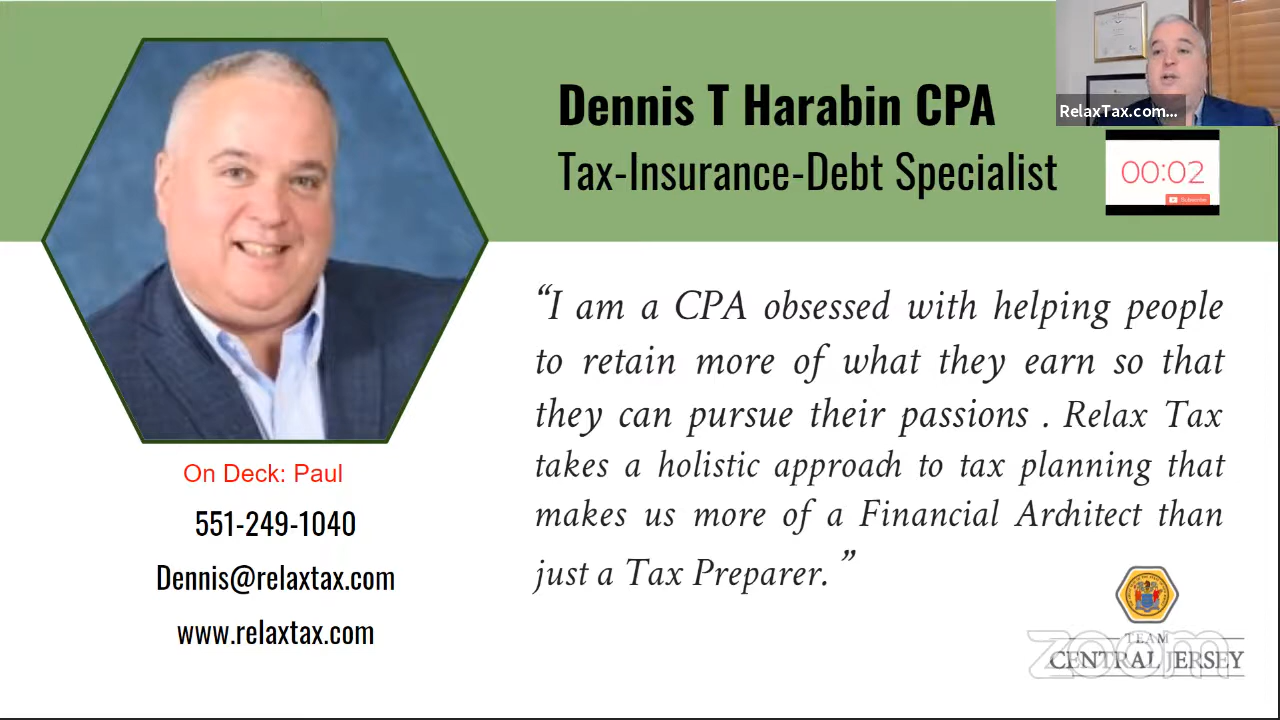 Dennis T Harabin CPA
Tax-Insurance-Debt Specialist
RelaxTax.com...
00:02
Subscribe
“I am a CPA obsessed with helping people
to retain more of what they earn so that
they can pursue their passions . Relax Tax
takes a holistic approach to tax planning that
makes us more of a Financial Architect than
just a Tax Preparer. ”
On Deck: Paul
551-249-1040
Dennis@relaxtax.com
www.relaxtax.com
TEAM
CENTRAL JERSEY
zoom